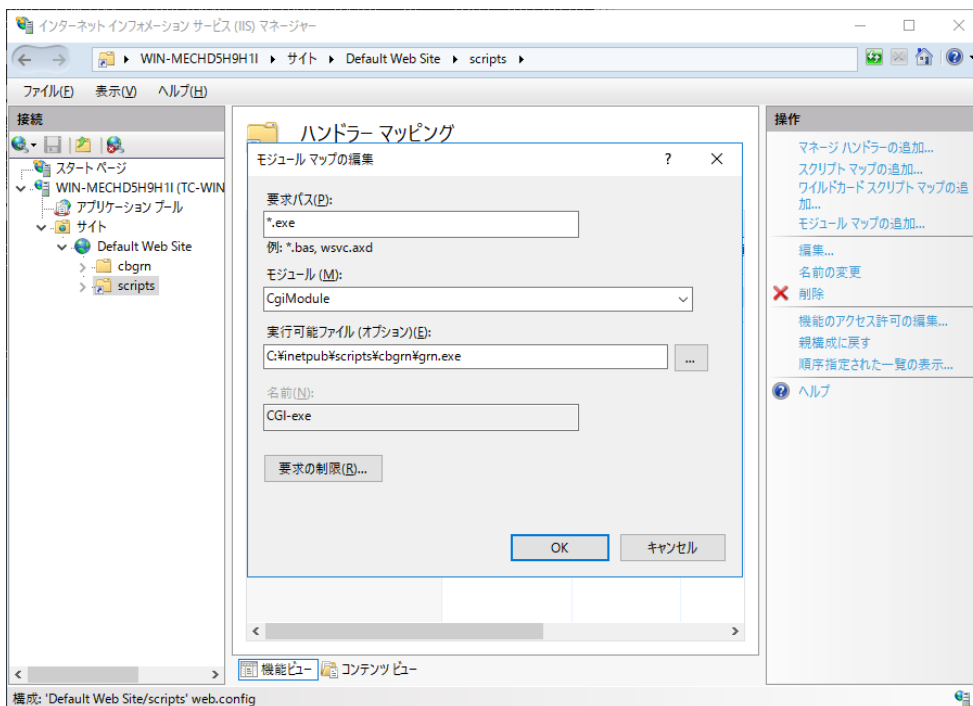 インターネット インフォメーション サービス (IIS) マネージャー
WIN-MECHD5H9H1I ▸ サイト ▸ Default Web Site ▸ scripts ▸
ファイル(F) 表示(V) ヘルプ(H)
接続
スタート ページ
WIN-MECHD5H9H1I (TC-WIN
アプリケーション プール
サイト
Default Web Site
cbgrn
scripts
ハンドラー マッピング
モジュール マップの編集
要求パス(P):
*.exe
例: *.bas, wsvc.axd
モジュール (M):
CgiModule
実行可能ファイル (オプション)(E):
C:¥inetpub¥scripts¥cbgrn¥grn.exe
...
名前(N):
CGI-exe
要求の制限(R)...
OK キャンセル
機能ビュー コンテンツ ビュー
操作
マネージ ハンドラーの追加...
スクリプト マップの追加...
ワイルドカード スクリプト マップの追
加...
モジュール マップの追加...
編集...
名前の変更
削除
機能のアクセス許可の編集...
親構成に戻す
順序指定された一覧の表示...
ヘルプ
構成: 'Default Web Site/scripts' web.config